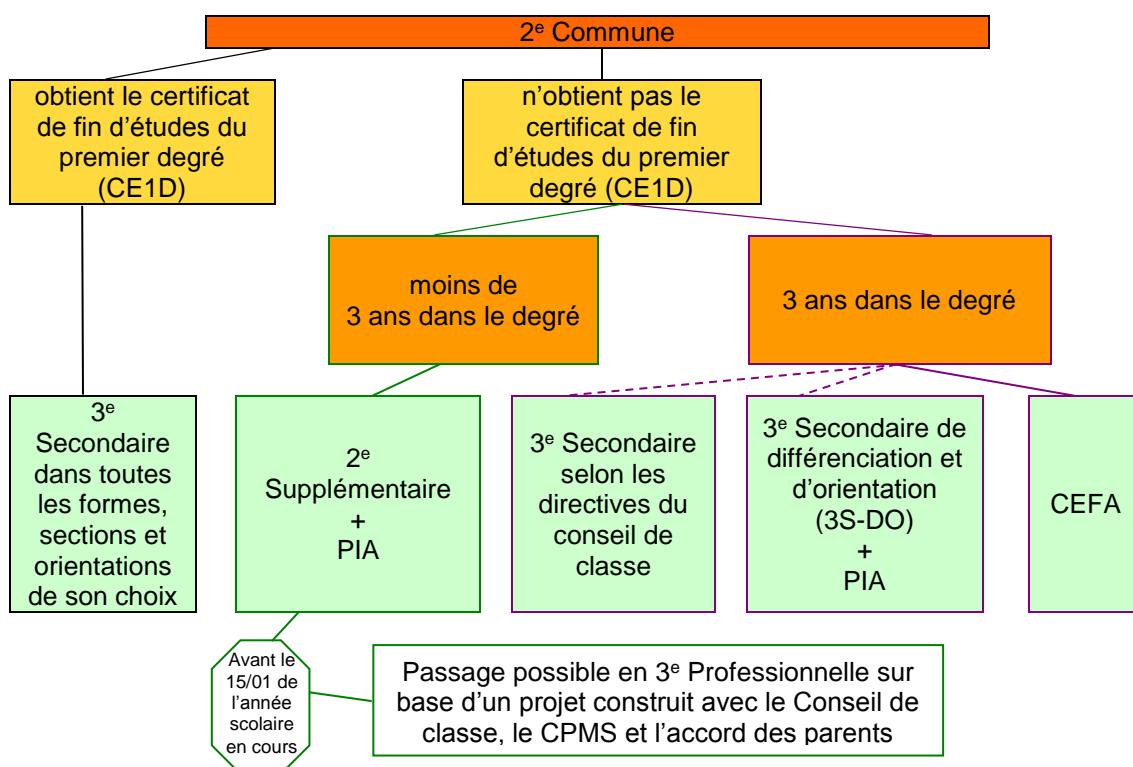 2e Commune
obtient le certificat
de fin d'études du
premier degré
(CE1D)
n'obtient pas le
certificat de fin
d'études du premier
degré (CE1D)
moins de
3 ans dans le degré
3 ans dans le degré
3e
Secondaire
dans toutes
les formes,
sections et
orientations
de son choix
2e
Supplémentaire
+
PIA
3e Secondaire
selon les
directives du
conseil de
classe
3e Secondaire de
différenciation et
d'orientation
(3S-DO)
+
PIA
CEFA
Avant le
15/01 de
l'année
scolaire
en cours
Passage possible en 3e Professionnelle sur
base d'un projet construit avec le Conseil de
classe, le CPMS et l'accord des parents